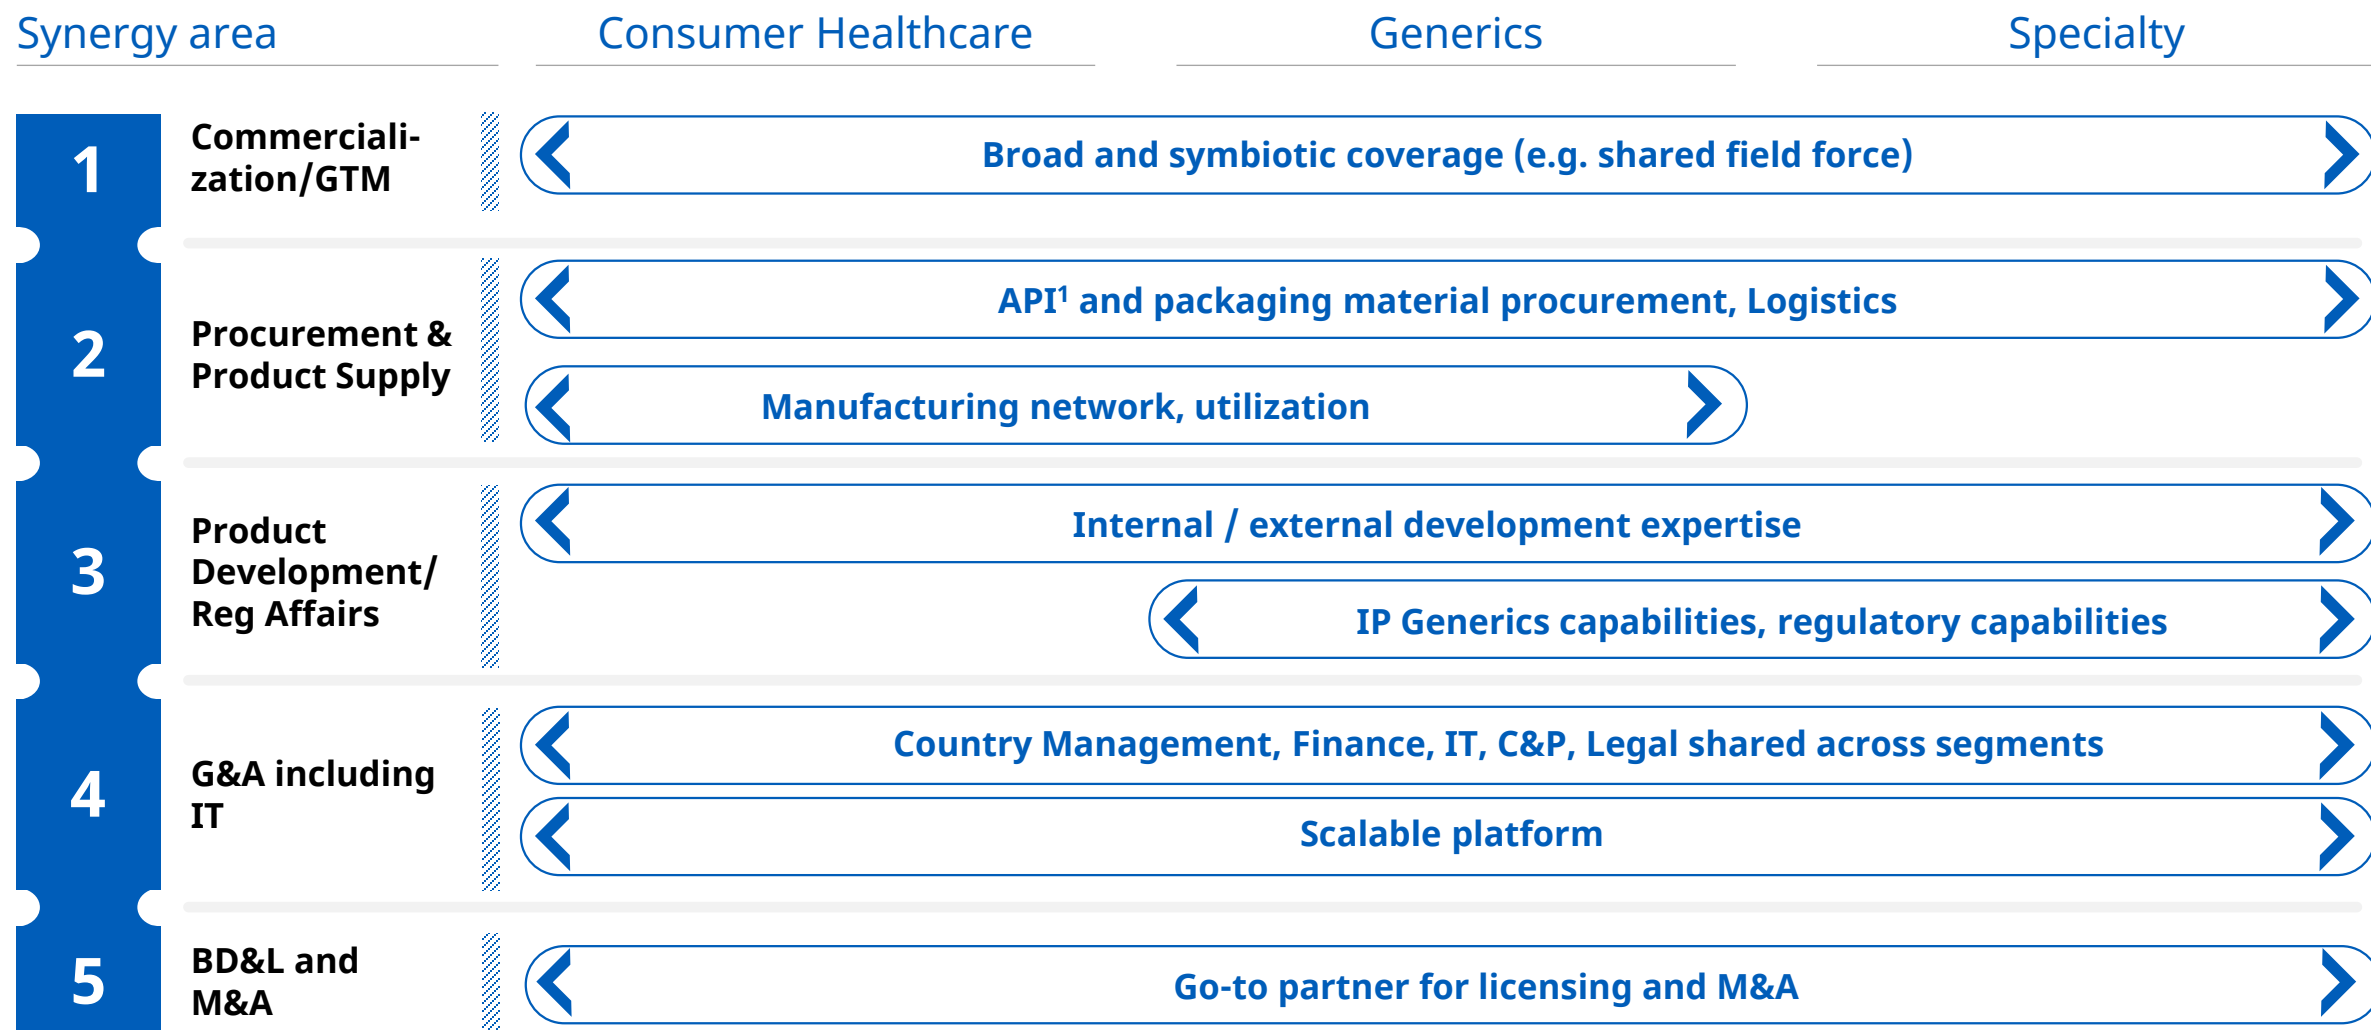 Synergy area
Consumer Healthcare
Generics
Specialty
1
Commerciali-
zation/GTM
Broad and symbiotic coverage (e.g. shared field force)
2
Procurement &
Product Supply
API¹ and packaging material procurement, Logistics
Manufacturing network, utilization
3
Product
Development/
Reg Affairs
Internal / external development expertise
IP Generics capabilities, regulatory capabilities
4
G&A including
IT
Country Management, Finance, IT, C&P, Legal shared across segments
Scalable platform
5
BD&L and
M&A
Go-to partner for licensing and M&A